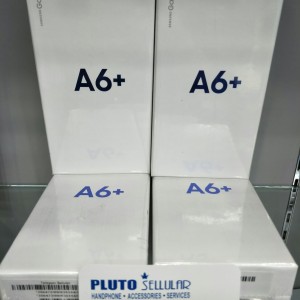 A6+
A6+
A6+
A6+
PLUTO SELLULAR
HANDPHONE • ACCESSORIES • SERVICES